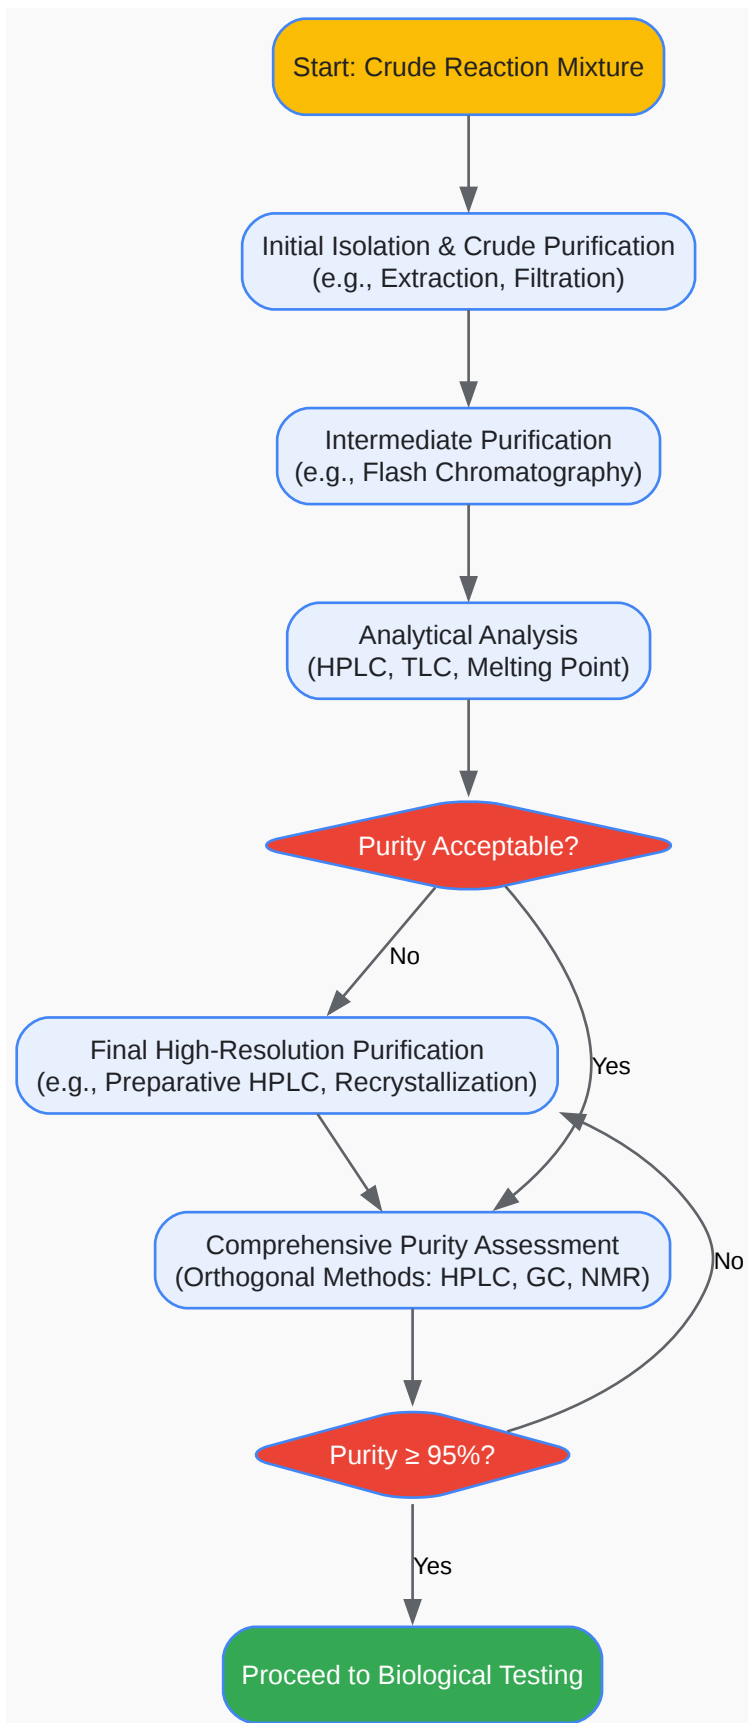 Start: Crude Reaction Mixture
Initial Isolation & Crude Purification
(e.g., Extraction, Filtration)
Intermediate Purification
(e.g., Flash Chromatography)
Analytical Analysis
(HPLC, TLC, Melting Point)
Purity Acceptable?
No
Final High-Resolution Purification
(e.g., Preparative HPLC, Recrystallization)
Yes
Comprehensive Purity Assessment
(Orthogonal Methods: HPLC, GC, NMR)
No
Purity ≥ 95%?
Yes
Proceed to Biological Testing